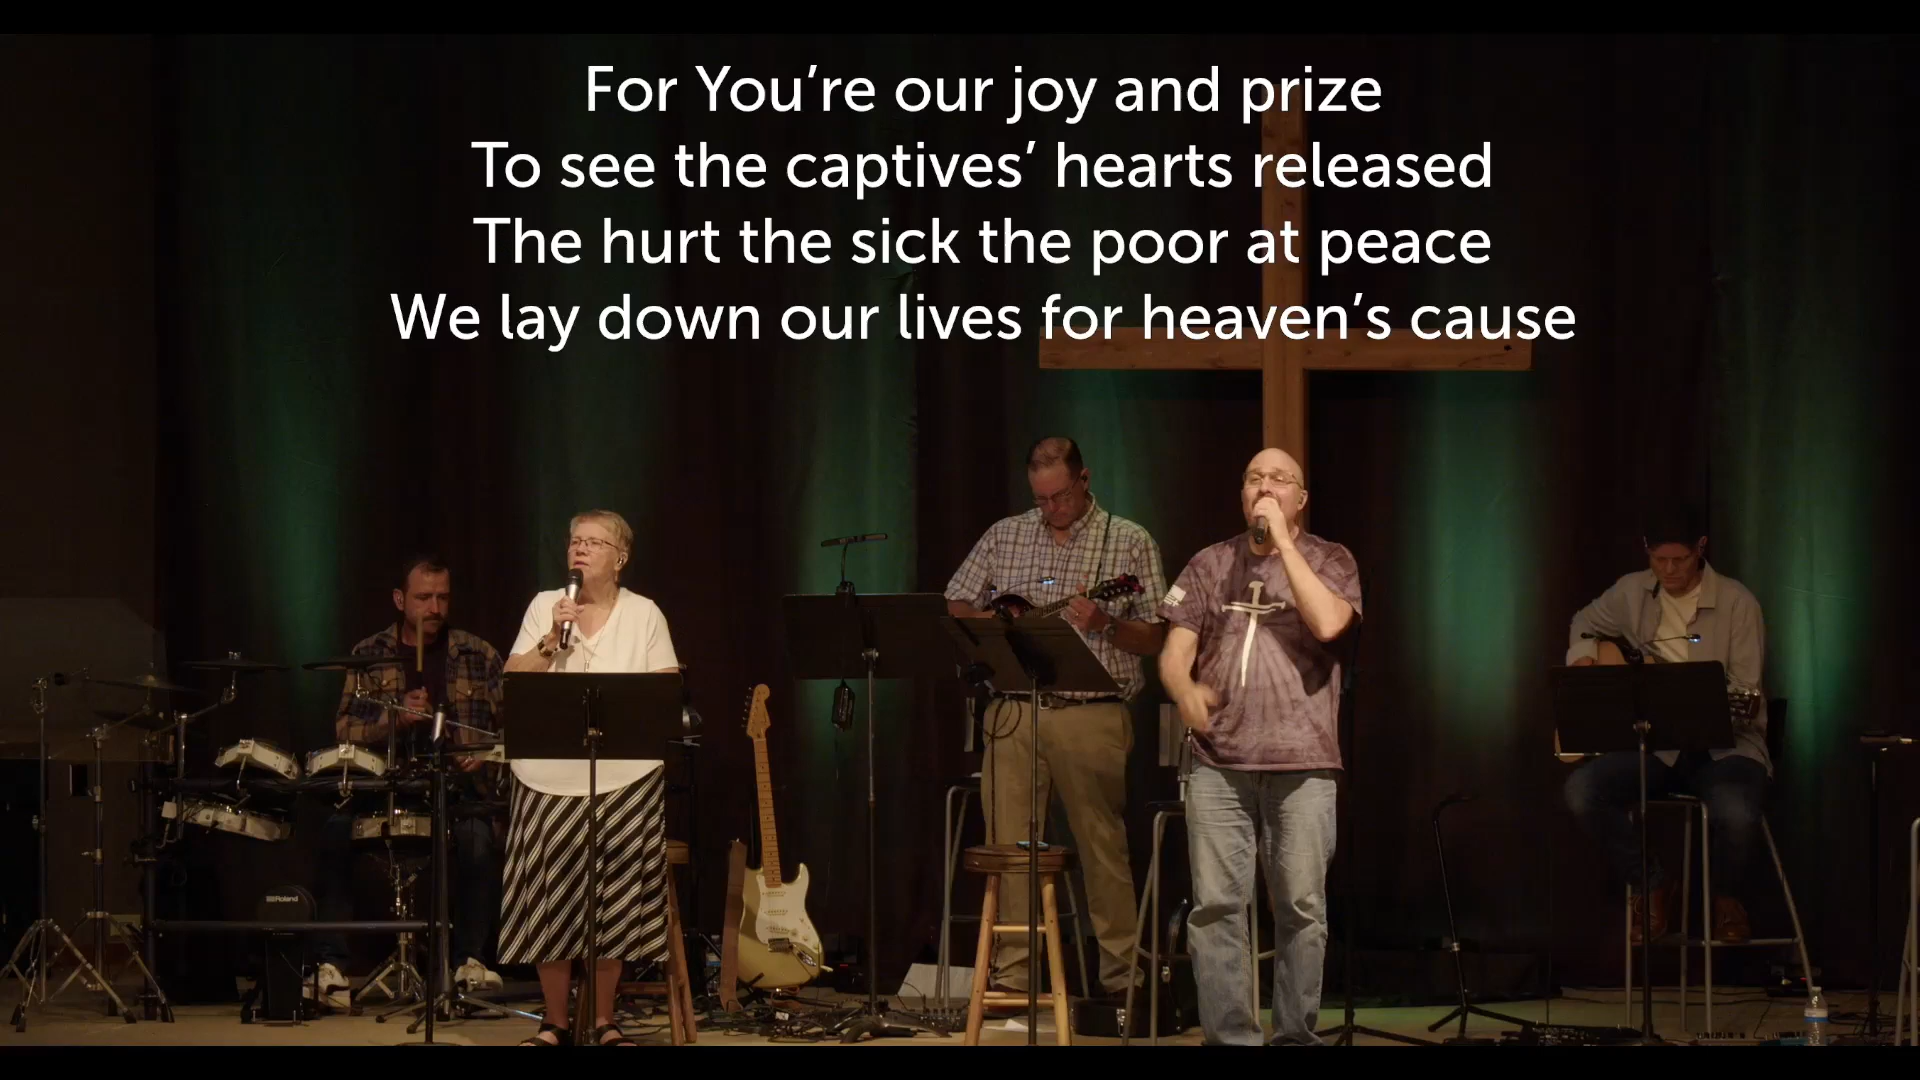 For You’re our joy and prize
To see the captives’ hearts released
The hurt the sick the poor at peace
We lay down our lives for heaven’s cause
Roland